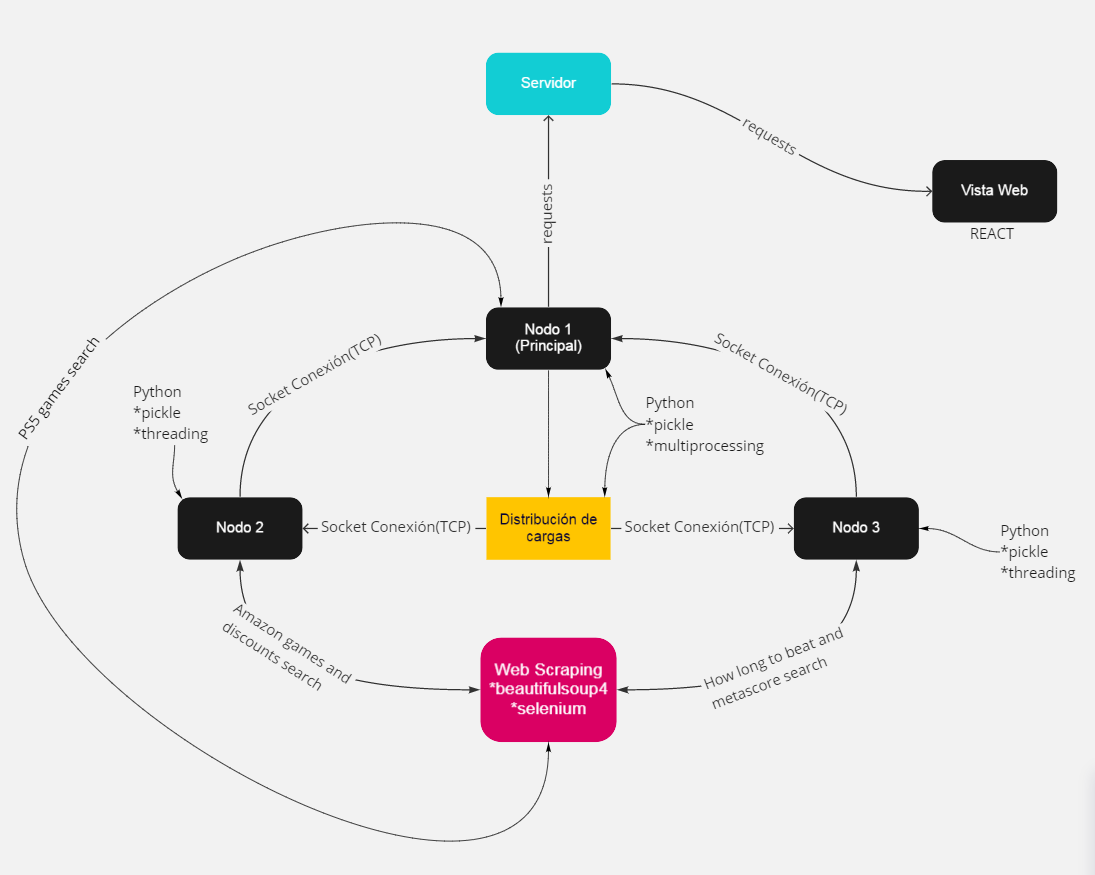 Servidor
requests
Vista Web
REACT
requests
PS5 games search
Nodo 1
(Principal)
Socket Conexión(TCP)
Socket Conexión(TCP)
Python
*pickle
*threading
Python
*pickle
*multiprocessing
Nodo 2
Socket Conexión(TCP)
Distribución de
cargas
Socket Conexión(TCP)
Nodo 3
Python
*pickle
*threading
Amazon games and
discounts search
Web Scraping
*beautifulsoup4
*selenium
How long to beat and
metascore search